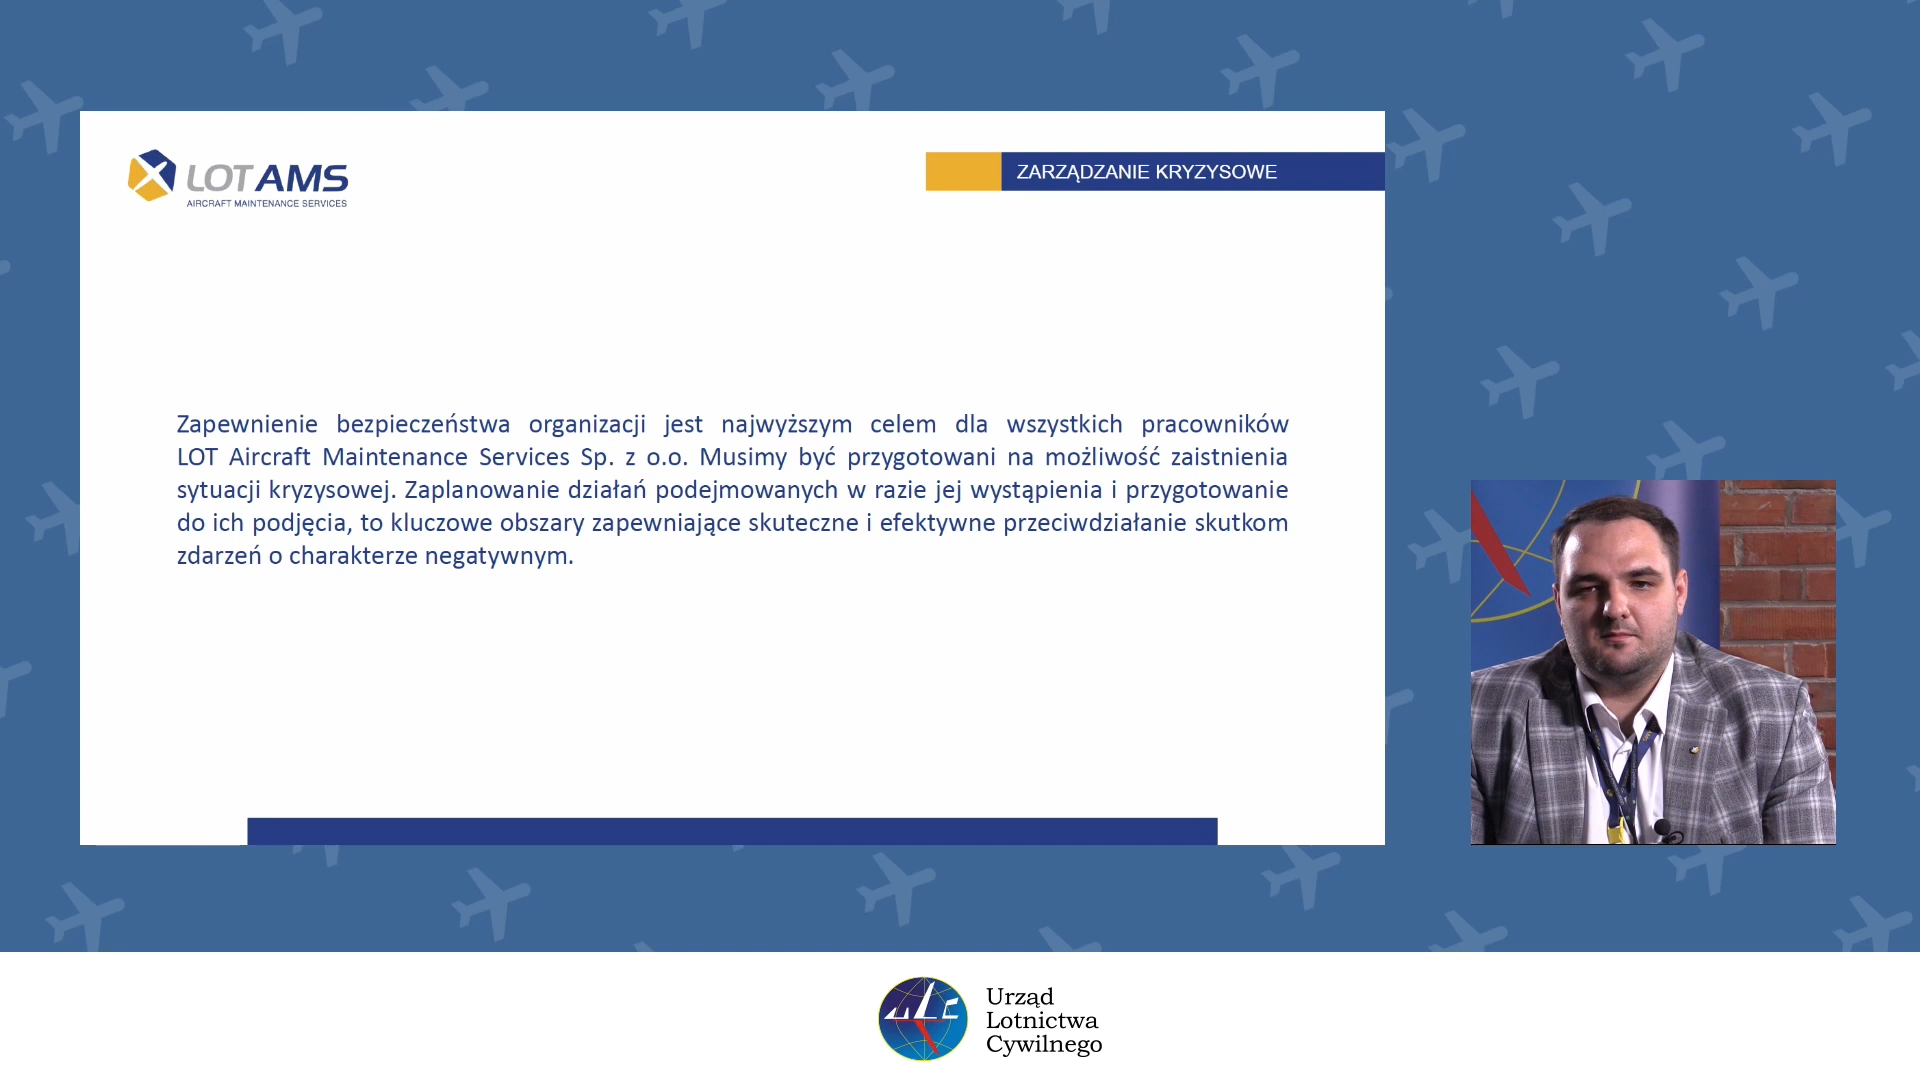 LOTAMS
AIRCRAFT MAINTENANCE SERVICES
ZARZĄDZANIE KRYZYSOWE
Zapewnienie bezpieczeństwa organizacji jest najwyższym celem dla wszystkich pracowników
LOT Aircraft Maintenance Services Sp. z o.o. Musimy być przygotowani na możliwość zaistnienia
sytuacji kryzysowej. Zaplanowanie działań podejmowanych w razie jej wystąpienia i przygotowanie
do ich podjęcia, to kluczowe obszary zapewniające skuteczne i efektywne przeciwdziałanie skutkom
zdarzeń o charakterze negatywnym.
ULC
Urząd
Lotnictwa
Cywilnego